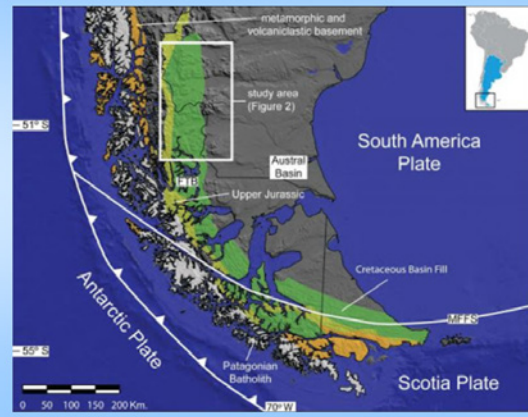 metamorphic and
volcaniclastic basement
51° S
study area
(Figure 2)
South America
Plate
Austral
Basin
FTB
Upper Jurassic
Cretaceous Basin Fill
Antarctic Plate
MFFS
55° S
Patagonian
Batholith
Scotia Plate
0 50 100 150 200 Km.
70° W